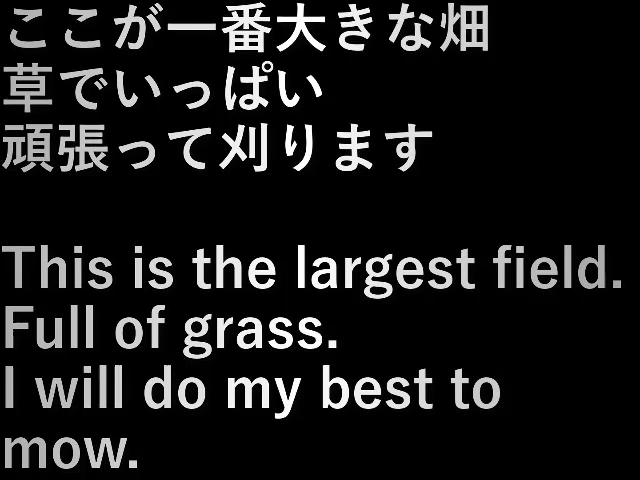 ここが一番大きな畑
草でいっぱい
頑張って刈ります
This is the largest field.
Full of grass.
I will do my best to
mow.